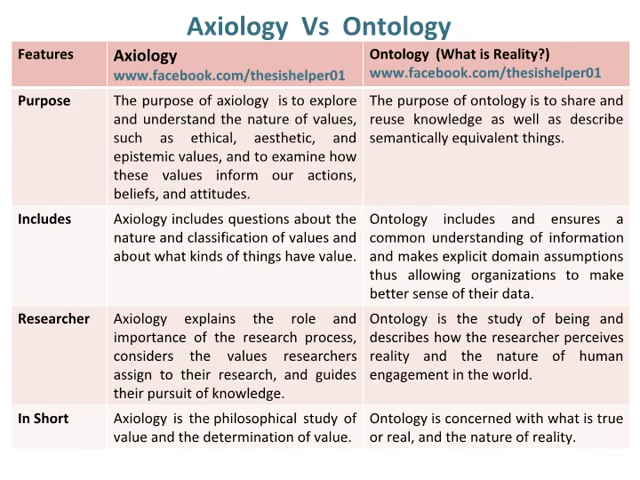 Axiology Vs Ontology
Features
Axiology
www.facebook.com/thesishelper01
Ontology (What is Reality?)
www.facebook.com/thesishelper01
Purpose
The purpose of axiology is to explore
and understand the nature of values,
such as ethical, aesthetic, and
epistemic values, and to examine how
these values inform our actions,
beliefs, and attitudes.
The purpose of ontology is to share and
reuse knowledge as well as describe
semantically equivalent things.
Includes
Axiology includes questions about the
nature and classification of values and
about what kinds of things have value.
Ontology includes and ensures a
common understanding of information
and makes explicit domain assumptions
thus allowing organizations to make
better sense of their data.
Researcher
Axiology explains the role and
importance of the research process,
considers the values researchers
assign to their research, and guides
their pursuit of knowledge.
Ontology is the study of being and
describes how the researcher perceives
reality and the nature of human
engagement in the world.
In Short
Axiology is the philosophical study of
value and the determination of value.
Ontology is concerned with what is true
or real, and the nature of reality.